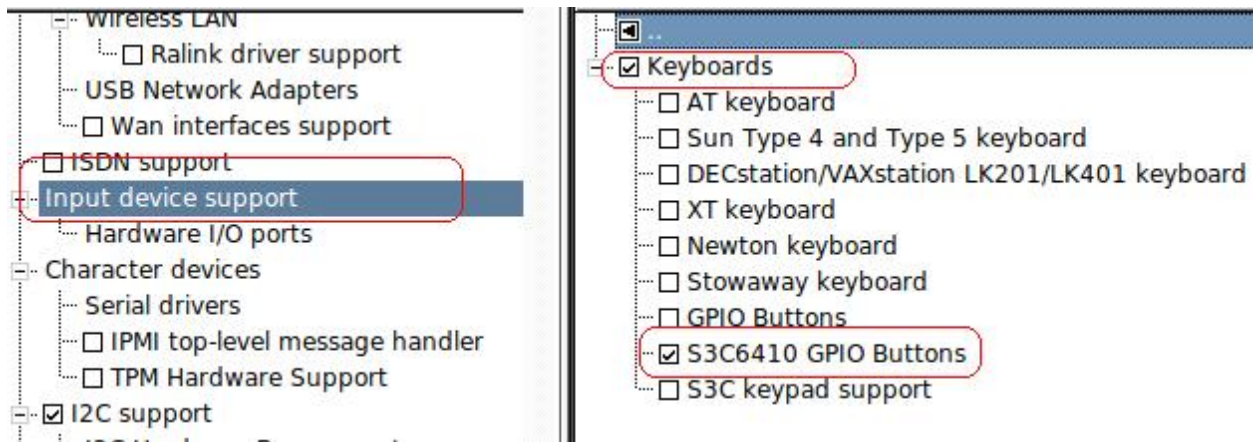 Wireless LAN
Ralink driver support
USB Network Adapters
Wan interfaces support
ISDN support
Input device support
Hardware I/O ports
Character devices
Serial drivers
IPMI top-level message handler
TPM Hardware Support
I2C support
..
Keyboards
AT keyboard
Sun Type 4 and Type 5 keyboard
DECstation/VAXstation LK201/LK401 keyboard
XT keyboard
Newton keyboard
Stowaway keyboard
GPIO Buttons
S3C6410 GPIO Buttons
S3C keypad support